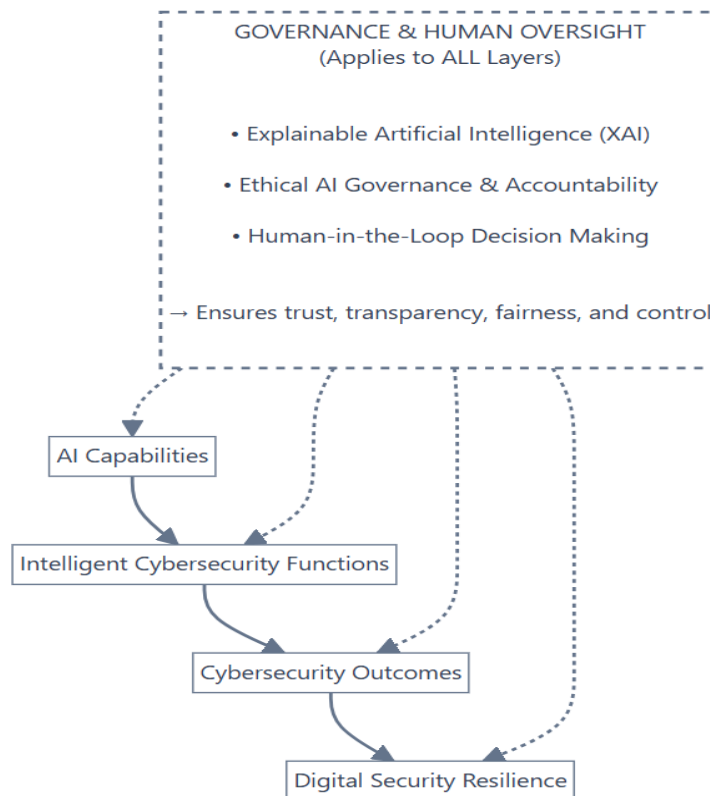 GOVERNANCE & HUMAN OVERSIGHT
(Applies to ALL Layers)
• Explainable Artificial Intelligence (XAI)
• Ethical AI Governance & Accountability
• Human-in-the-Loop Decision Making
→ Ensures trust, transparency, fairness, and control
AI Capabilities
Intelligent Cybersecurity Functions
Cybersecurity Outcomes
Digital Security Resilience